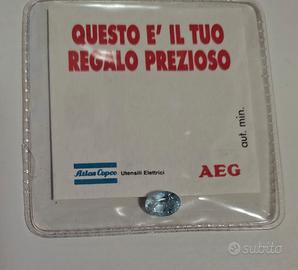 QUESTO E' IL TUO
REGALO PREZIOSO
aut. min.
Atlas Copco Utensili Elettrici AEG
subito